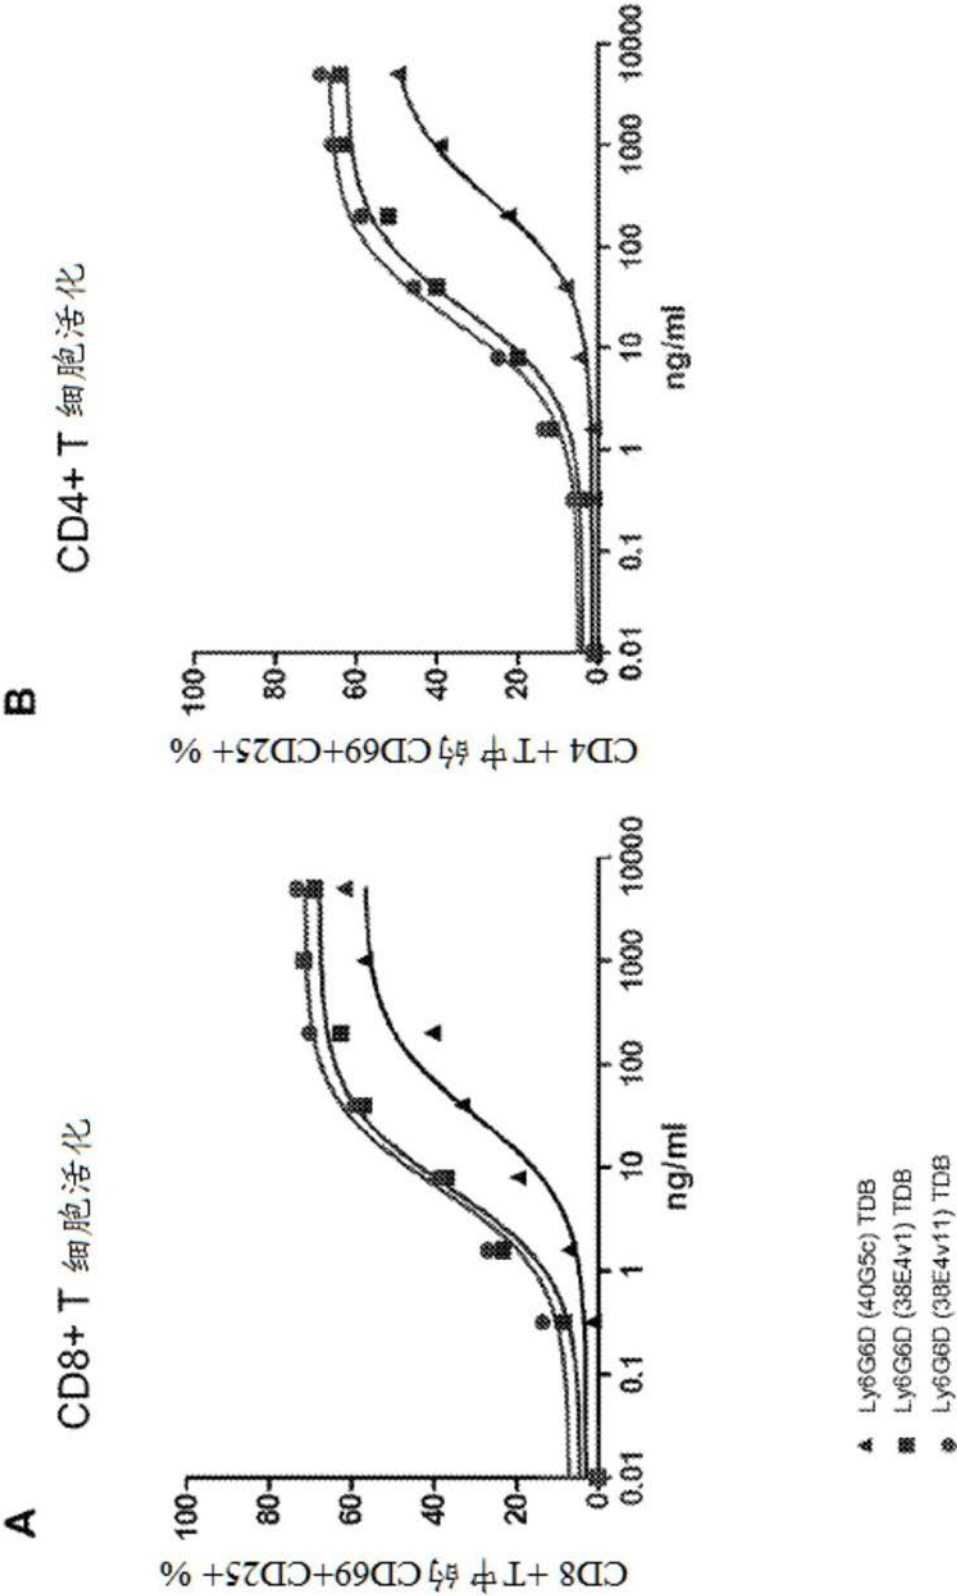 A
CD8+ T 细胞活化
CD8 +T中的CD69+CD25+ %
100
80
60
40
20
0
0.01
0.1
1
10
100
1000
10000
ng/ml
B
CD4+ T 细胞活化
CD4 +T中的CD69+CD25+ %
100
80
60
40
20
0
0.01
0.1
1
10
100
1000
10000
ng/ml
Ly6G6D (40G5c) TDB
Ly6G6D (38E4v1) TDB
Ly6G6D (38E4v11) TDB